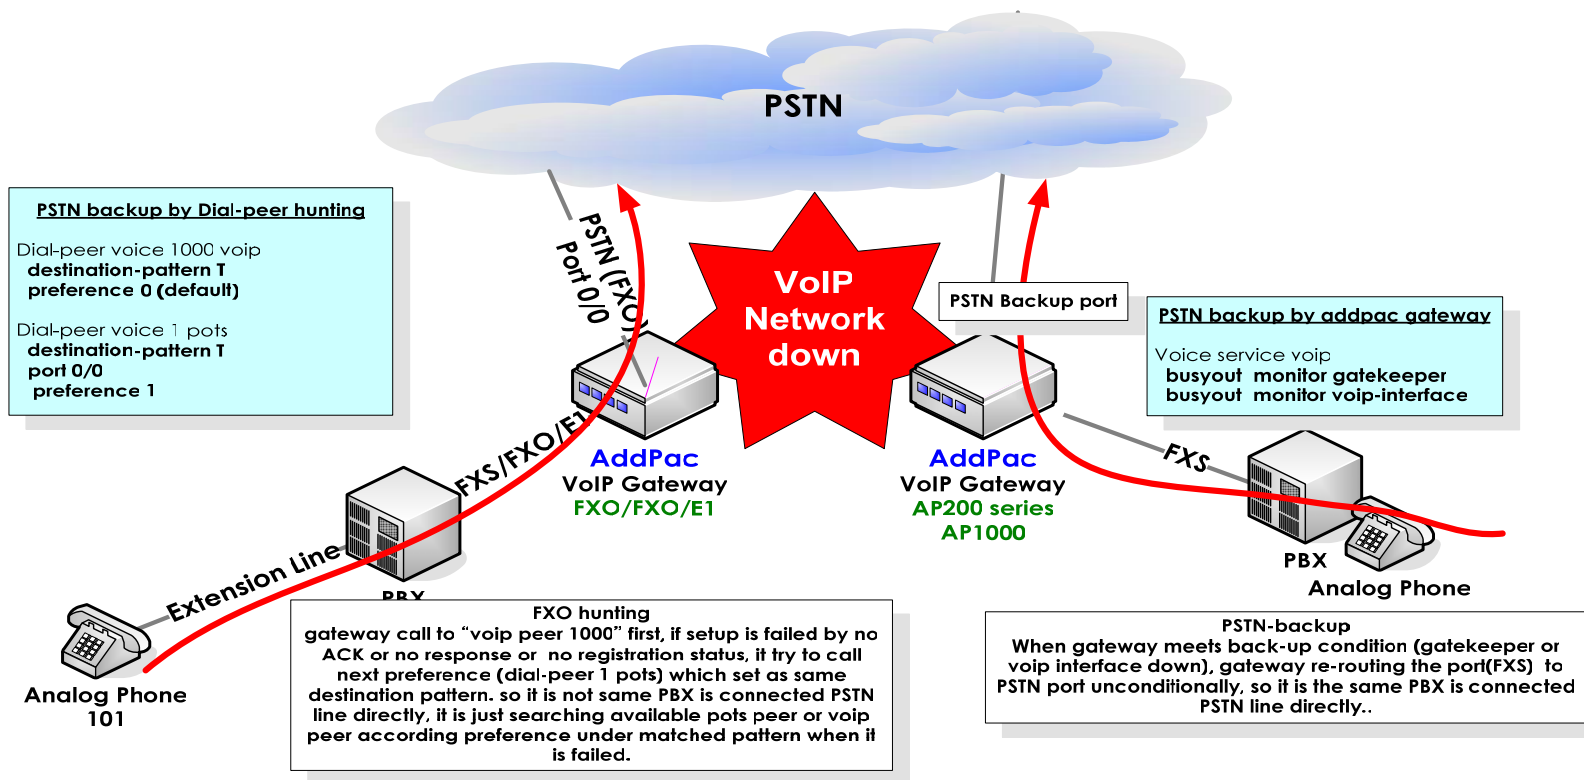 PSTN
PSTN backup by Dial-peer hunting
Dial-peer voice 1000 voip
destination-pattern T
preference 0 (default)
Dial-peer voice 1 pots
destination-pattern T
port 0/0
preference 1
PSTN (FXO)
Port 0/0
VoIP
Network
down
PSTN Backup port
PSTN backup by addpac gateway
Voice service voip
busyout monitor gatekeeper
busyout monitor voip-interface
FXS/FXO/E1
AddPac
VoIP Gateway
FXO/FXO/E1
AddPac
VoIP Gateway
AP200 series
AP1000
FXS
PBX
Analog Phone
Extension Line
PBX
Analog Phone
101
FXO hunting
gateway call to “voip peer 1000” first, if setup is failed by no
ACK or no response or no registration status, it try to call
next preference (dial-peer 1 pots) which set as same
destination pattern. so it is not same PBX is connected PSTN
line directly, it is just searching available pots peer or voip
peer according preference under matched pattern when it
is failed.
PSTN-backup
When gateway meets back-up condition (gatekeeper or
voip interface down), gateway re-routing the port(FXS) to
PSTN port unconditionally, so it is the same PBX is connected
PSTN line directly..